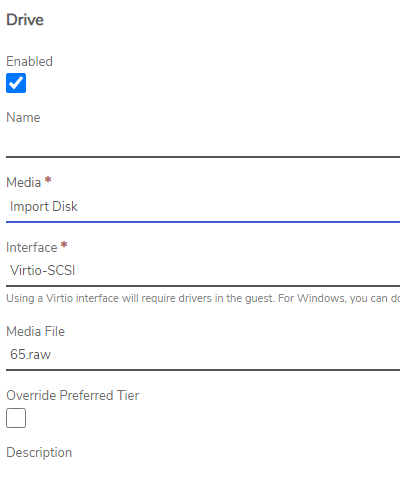 Drive
Enabled
Name
Media *
Import Disk
Interface *
Virtio-SCSI
Using a Virtio interface will require drivers in the guest. For Windows, you can do
Media File
65.raw
Override Preferred Tier
Description